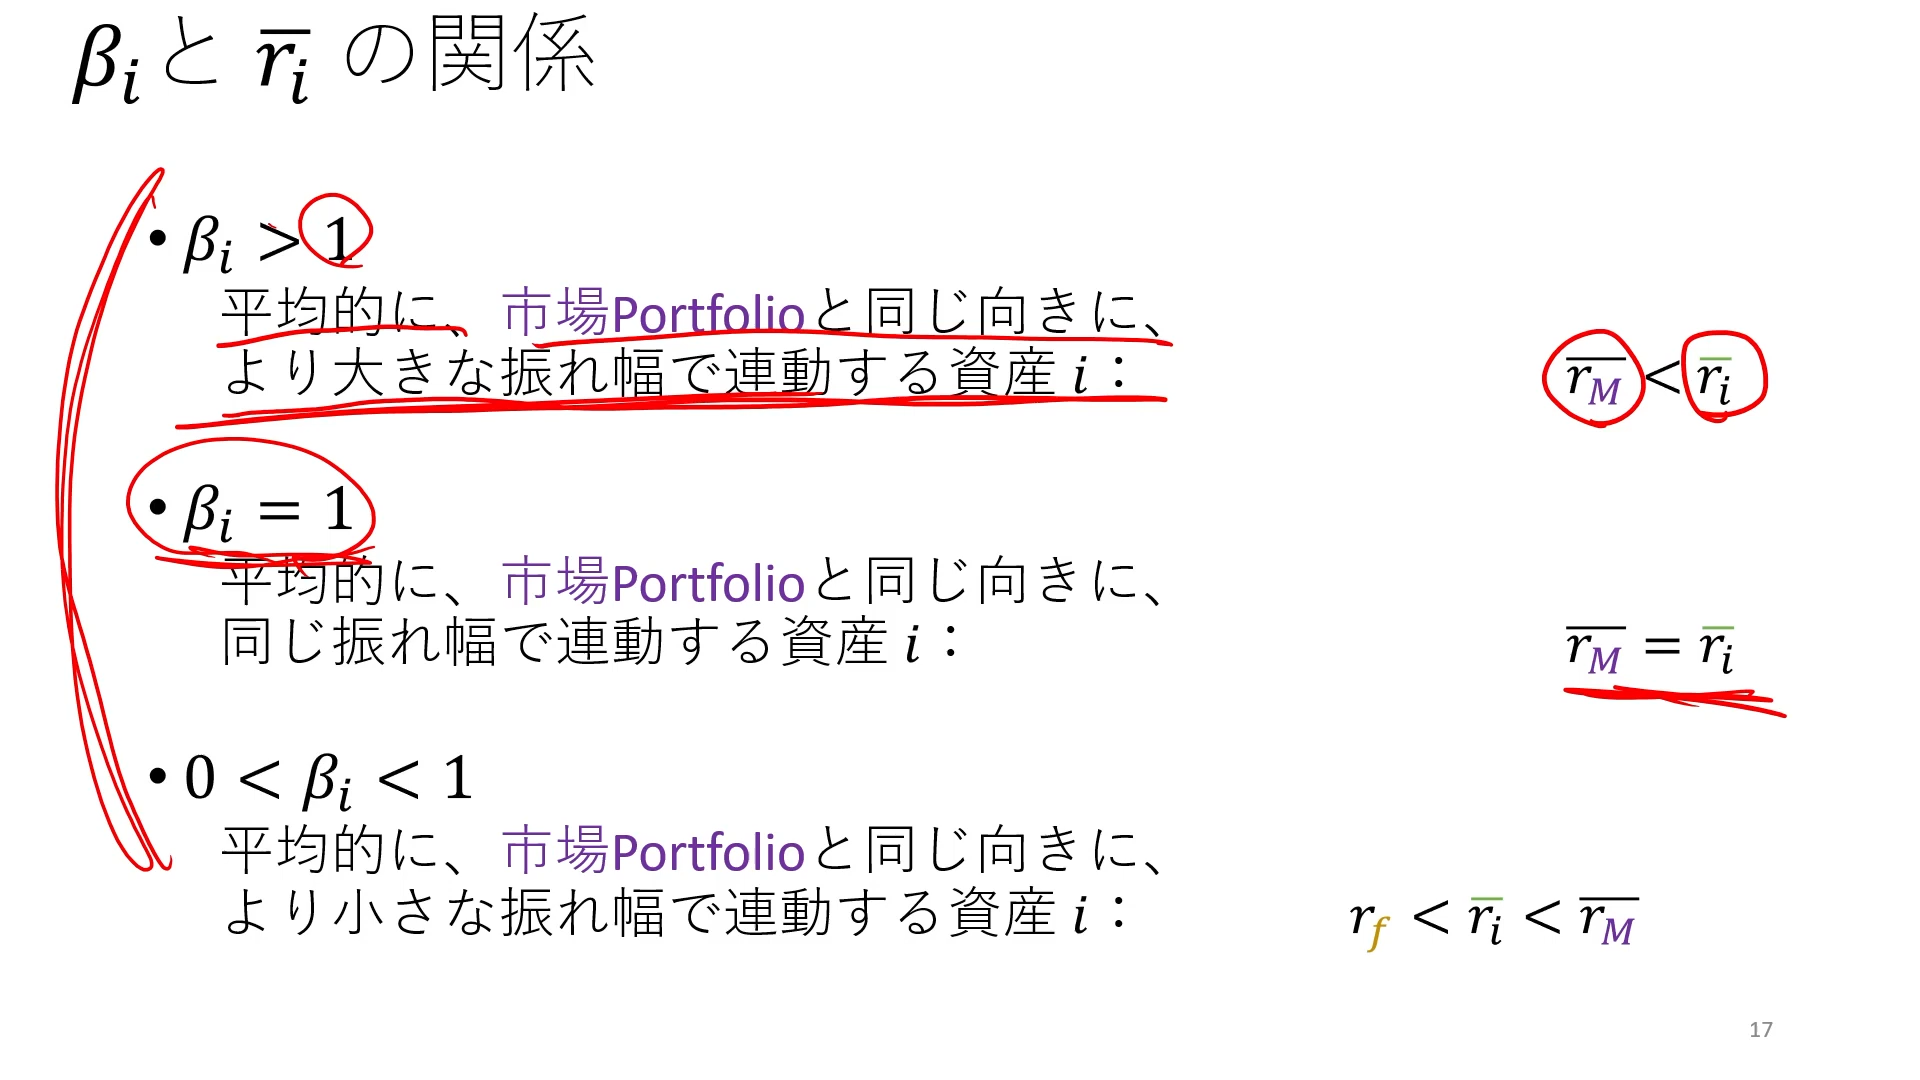 βᵢと r̅ᵢ の関係
• βᵢ > 1
平均的に、市場Portfolioと同じ向きに、
より大きな振れ幅で連動する資産 i： r̅_M < r̅ᵢ
• βᵢ = 1
平均的に、市場Portfolioと同じ向きに、
同じ振れ幅で連動する資産 i： r̅_M = r̅ᵢ
• 0 < βᵢ < 1
平均的に、市場Portfolioと同じ向きに、
より小さな振れ幅で連動する資産 i： r_f < r̅ᵢ < r̅_M
17